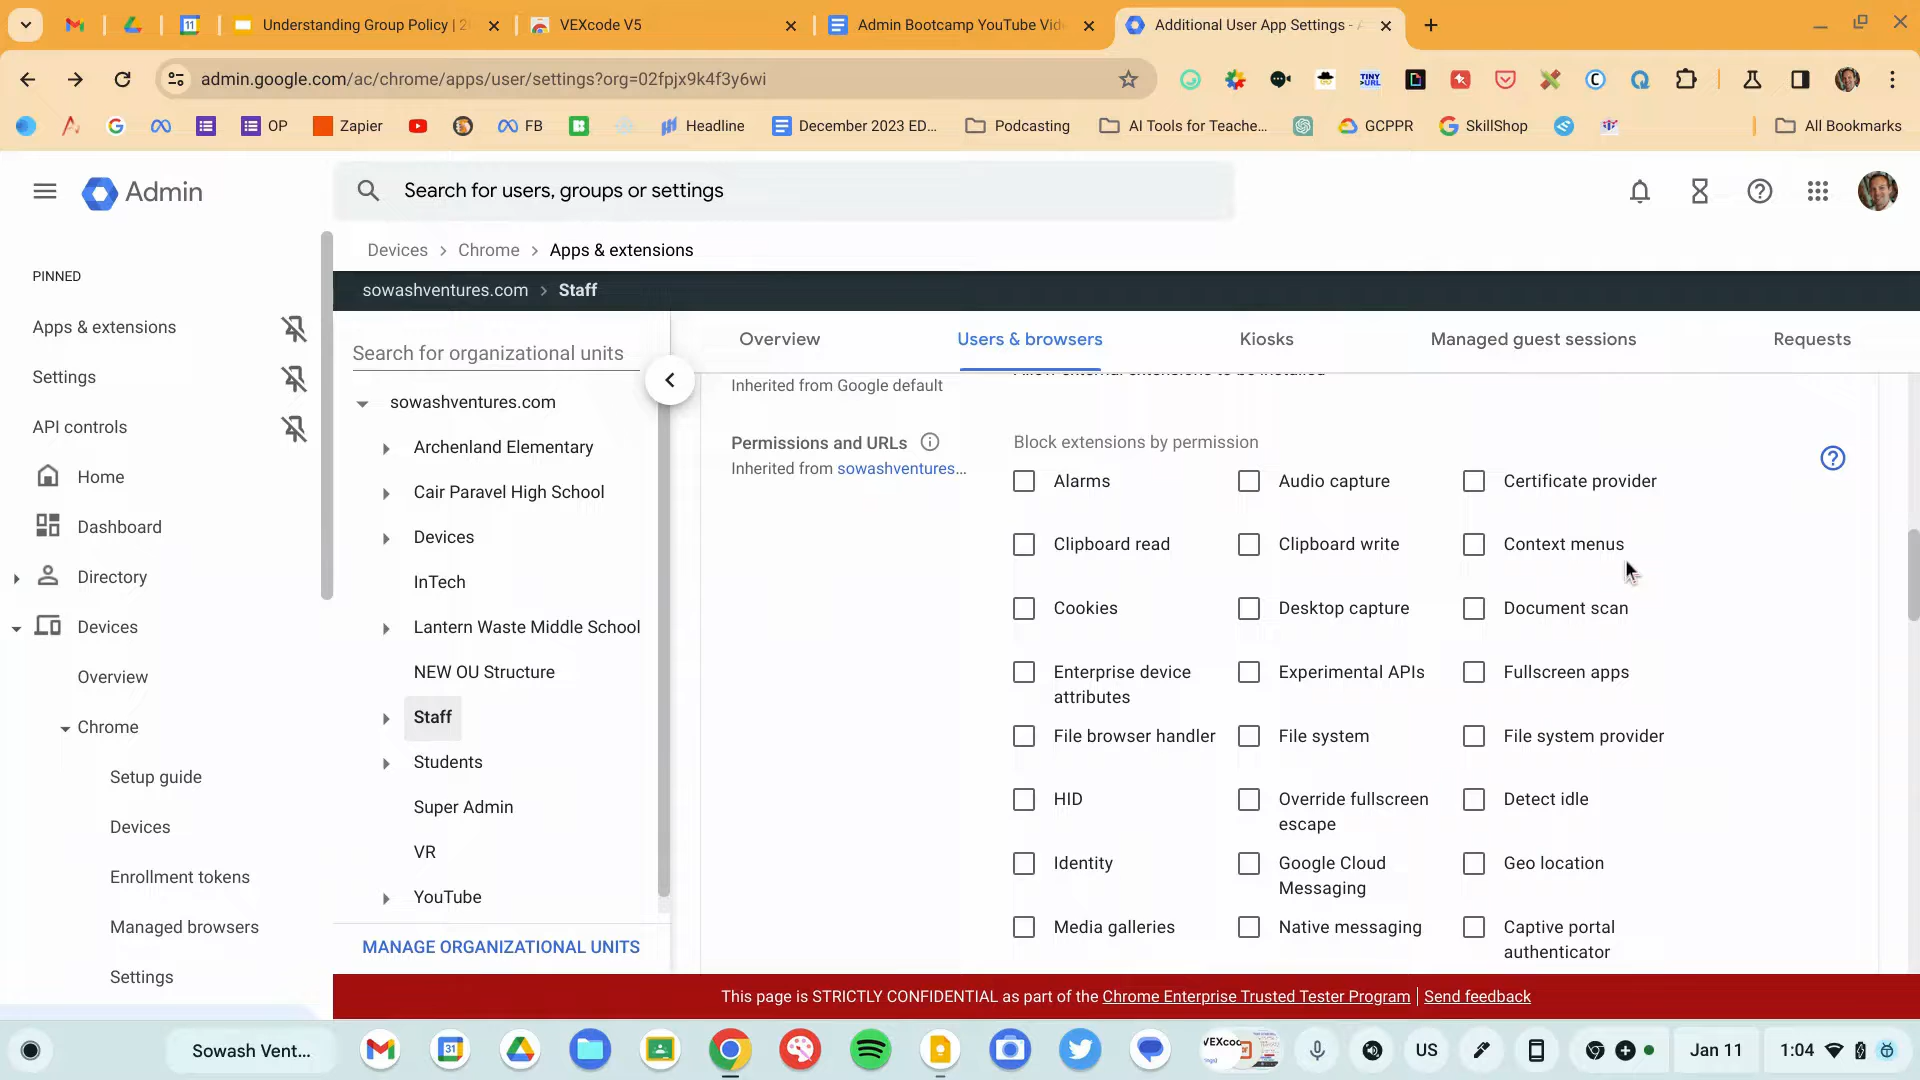 Understanding Group Policy | 2
VEXcode V5
Admin Bootcamp YouTube Vid
Additional User App Settings - A
admin.google.com/ac/chrome/apps/user/settings?org=02fpjx9k4f3y6wi
OP
Zapier
FB
Headline
December 2023 ED...
Podcasting
AI Tools for Teache...
GCPPR
SkillShop
All Bookmarks
Admin
Search for users, groups or settings
Devices > Chrome > Apps & extensions
sowashventures.com > Staff
PINNED
Apps & extensions
Settings
API controls
Home
Dashboard
Directory
Devices
Overview
Chrome
Setup guide
Devices
Enrollment tokens
Managed browsers
Settings
Search for organizational units
sowashventures.com
Archenland Elementary
Cair Paravel High School
Devices
InTech
Lantern Waste Middle School
NEW OU Structure
Staff
Students
Super Admin
VR
YouTube
MANAGE ORGANIZATIONAL UNITS
Overview
Users & browsers
Kiosks
Managed guest sessions
Requests
Inherited from Google default
Allow external extensions to be installed
Permissions and URLs
Inherited from sowashventures...
Block extensions by permission
Alarms
Audio capture
Certificate provider
Clipboard read
Clipboard write
Context menus
Cookies
Desktop capture
Document scan
Enterprise device
attributes
Experimental APIs
Fullscreen apps
File browser handler
File system
File system provider
HID
Override fullscreen
escape
Detect idle
Identity
Google Cloud
Messaging
Geo location
Media galleries
Native messaging
Captive portal
authenticator
This page is STRICTLY CONFIDENTIAL as part of the Chrome Enterprise Trusted Tester Program | Send feedback
Sowash Vent...
31
US
Jan 11
1:04